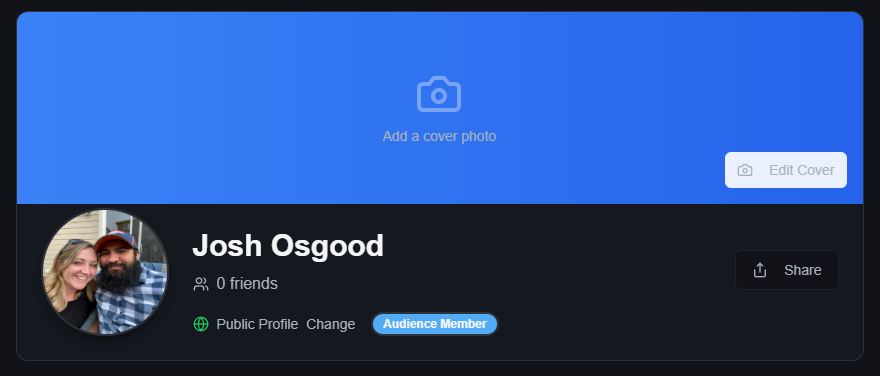 Add a cover photo
Edit Cover
Josh Osgood
0 friends
Share
Public Profile Change Audience Member